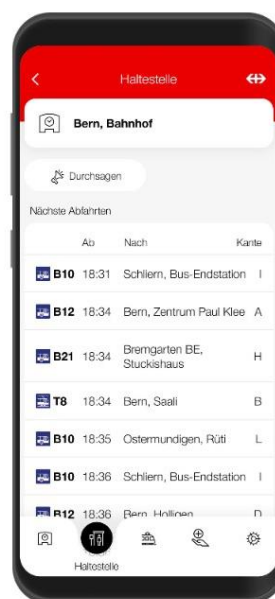 Haltestelle
Bern, Bahnhof
Durchsagen
Nächste Abfahrten
Ab Nach Kante
B10 18:31 Schliern, Bus-Endstation I
B12 18:34 Bern, Zentrum Paul Klee A
B21 18:34 Bremgarten BE, Stuckishaus H
T8 18:34 Bern, Saali B
B10 18:35 Ostermundigen, Rüti L
B10 18:36 Schliern, Bus-Endstation I
B12 18:36 Bern, Holligen D
Haltestelle